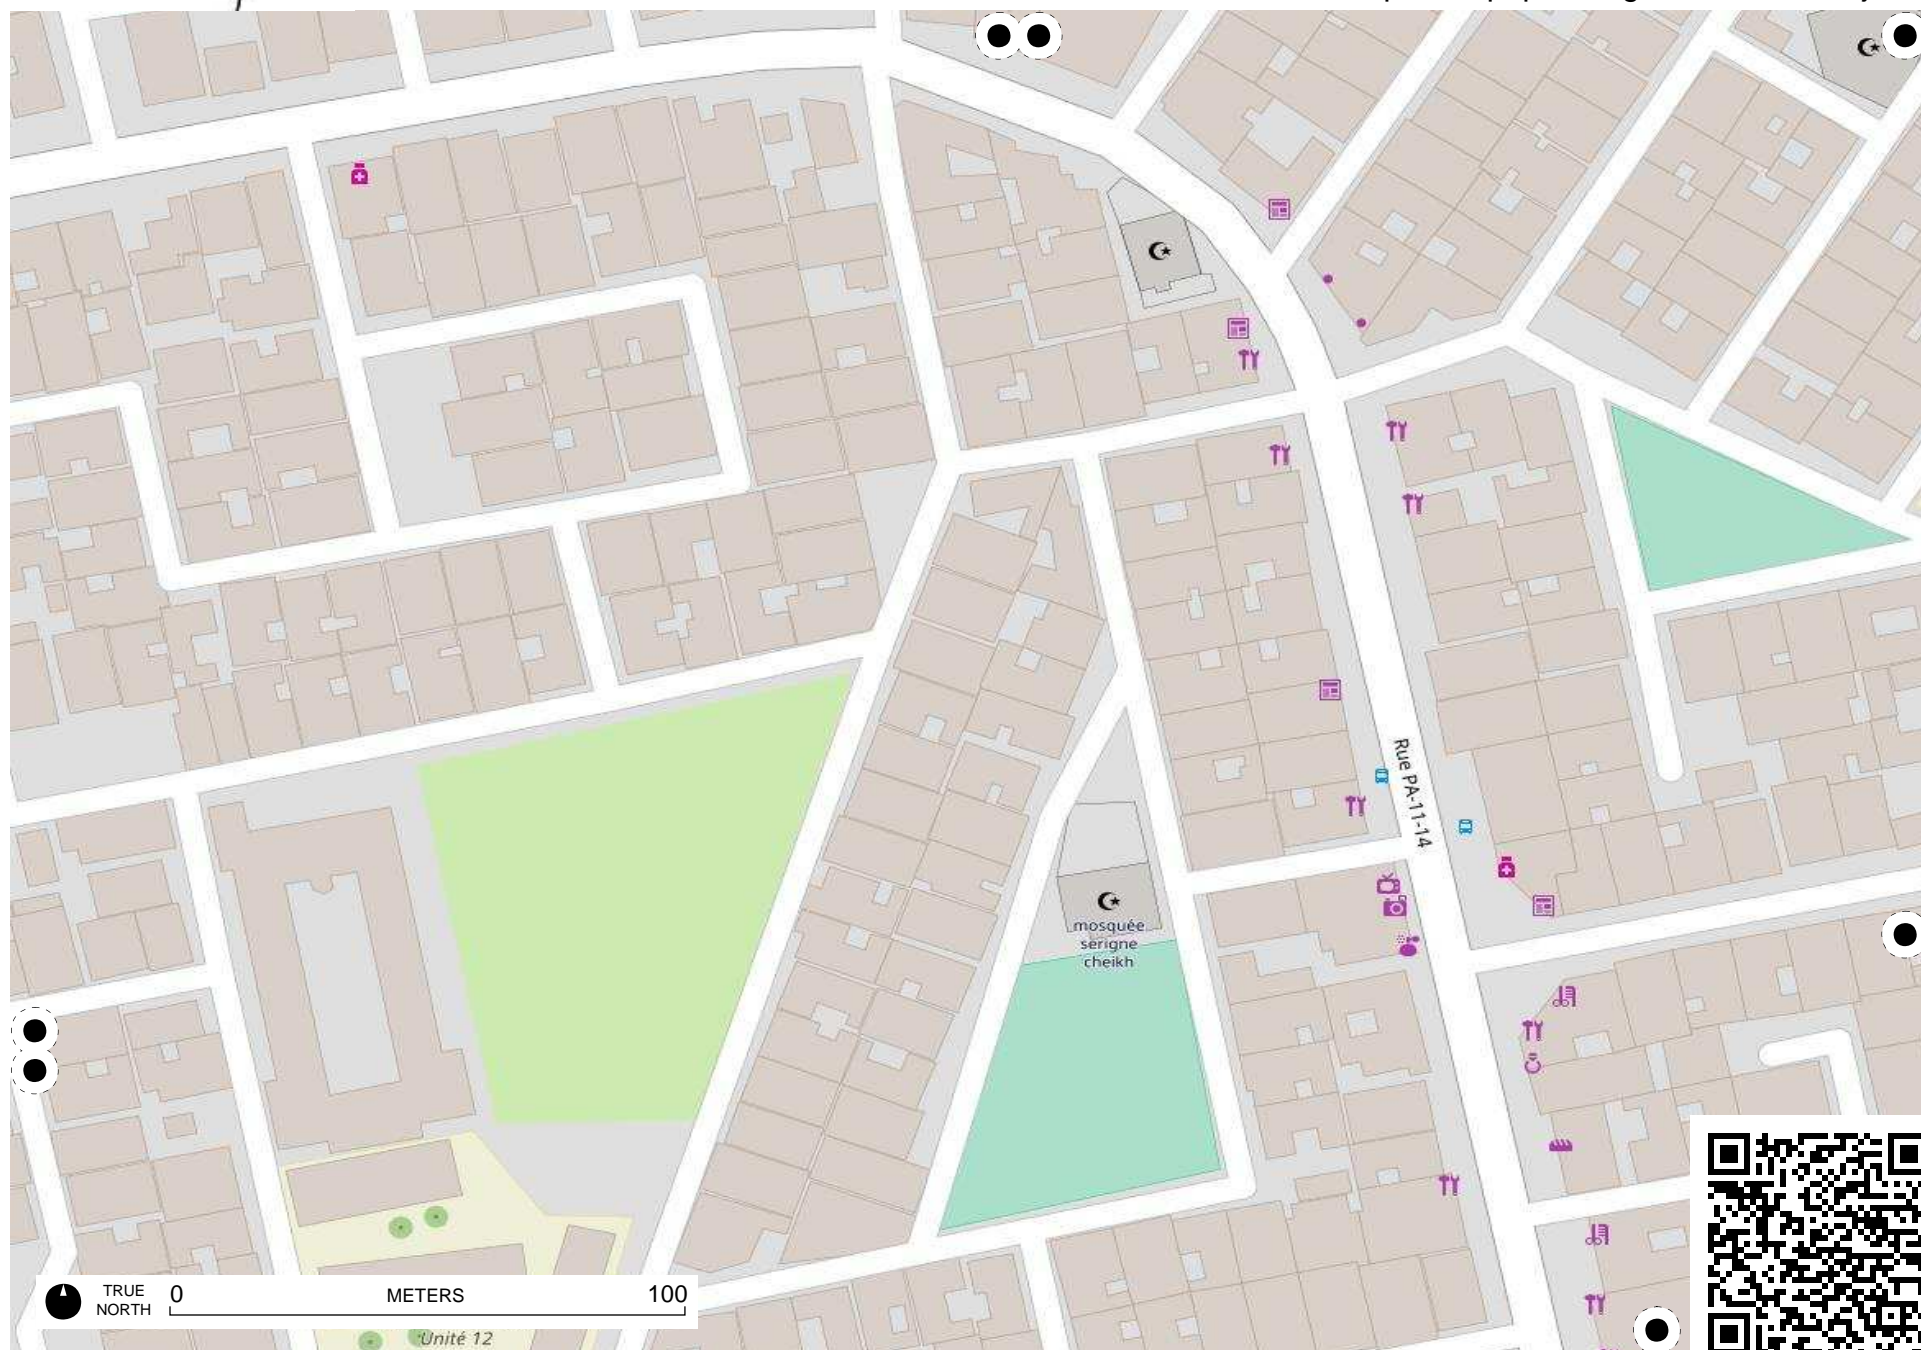 Rue PA-11-14
mosquée
serigne
cheikh
TRUE
NORTH
0
METERS
100
Unité 12